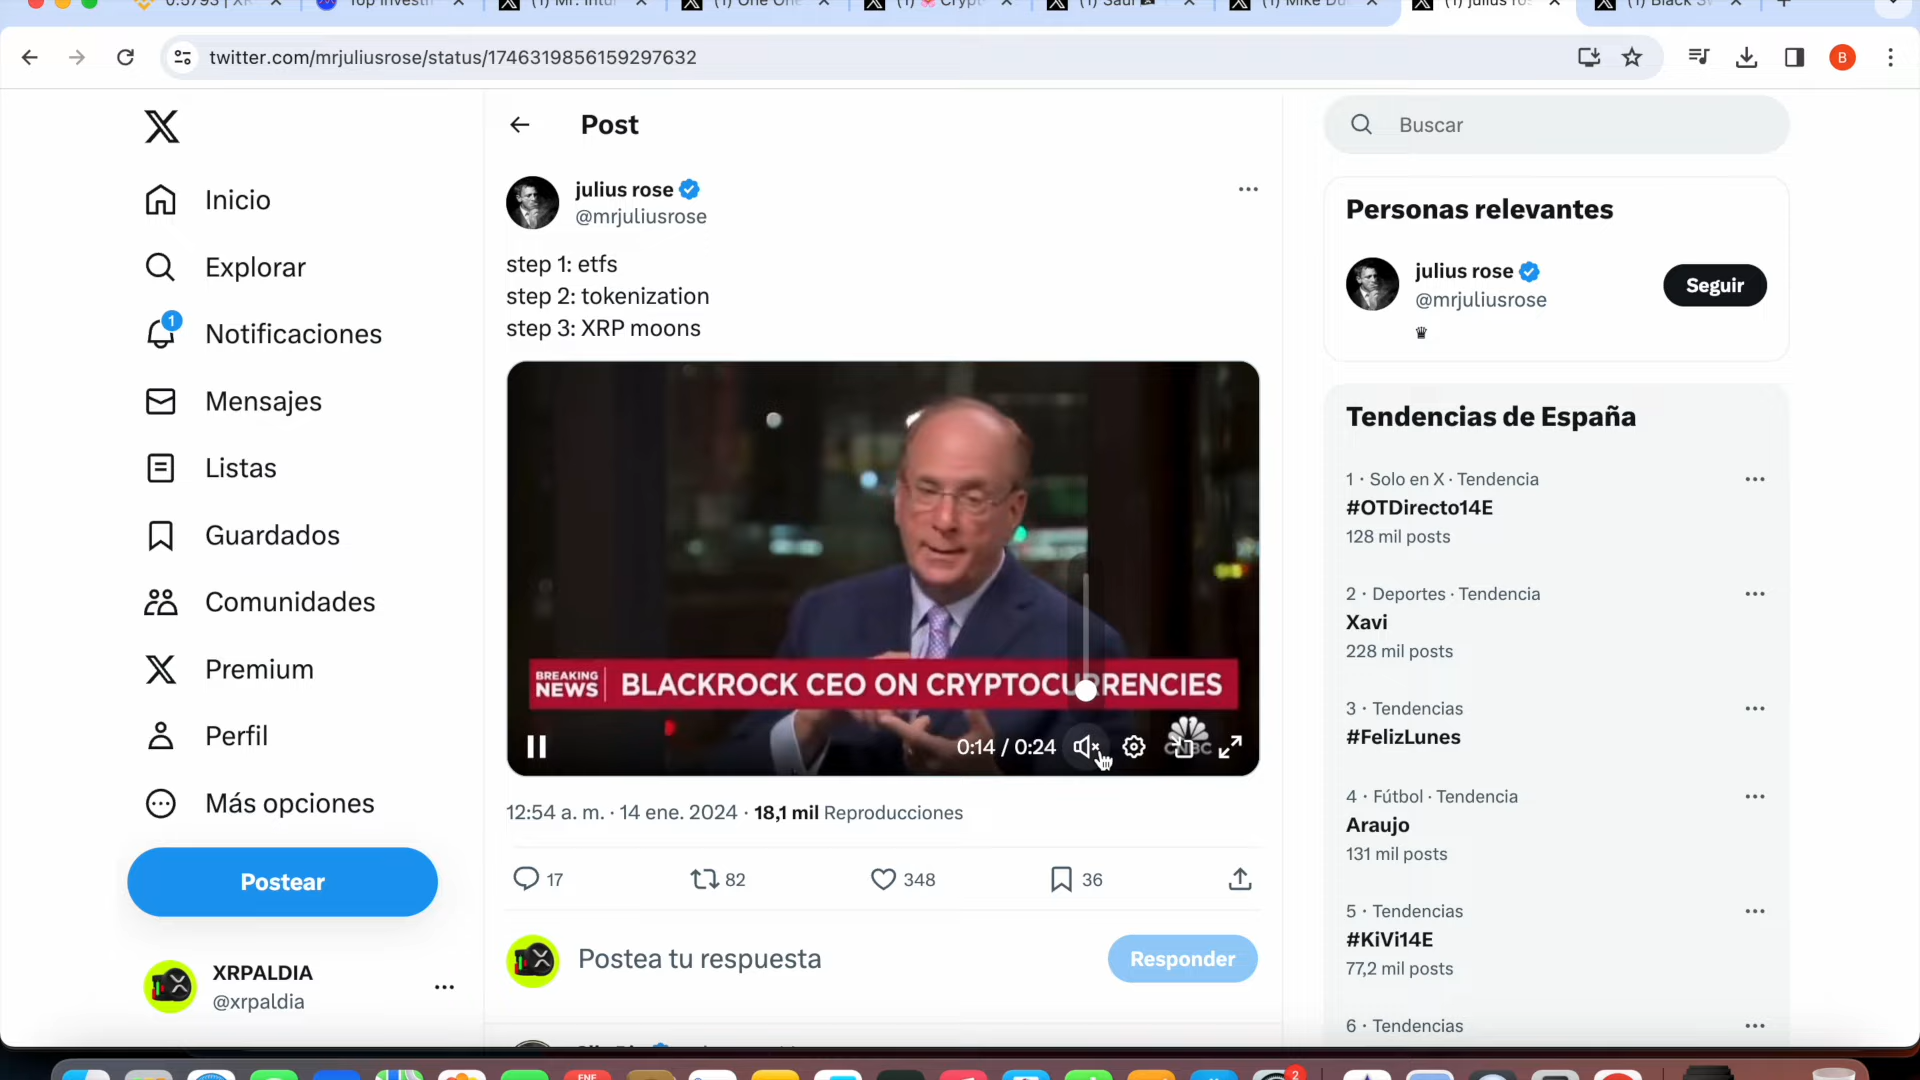 twitter.com/mrjuliusrose/status/1746319856159297632
B
Inicio
Explorar
1
Notificaciones
Mensajes
Listas
Guardados
Comunidades
Premium
Perfil
Más opciones
Postear
XRPALDIA
@xrpaldia
Post
julius rose
@mrjuliusrose
step 1: etfs
step 2: tokenization
step 3: XRP moons
BREAKING NEWS
BLACKROCK CEO ON CRYPTOCURRENCIES
0:14 / 0:24
CNBC
12:54 a. m. · 14 ene. 2024 · 18,1 mil Reproducciones
17
82
348
36
Postea tu respuesta
Responder
Buscar
Personas relevantes
julius rose
@mrjuliusrose
Seguir
Tendencias de España
1 · Solo en X · Tendencia
#OTDirecto14E
128 mil posts
2 · Deportes · Tendencia
Xavi
228 mil posts
3 · Tendencias
#FelizLunes
4 · Fútbol · Tendencia
Araujo
131 mil posts
5 · Tendencias
#KiVi14E
77,2 mil posts
6 · Tendencias
ENE
2